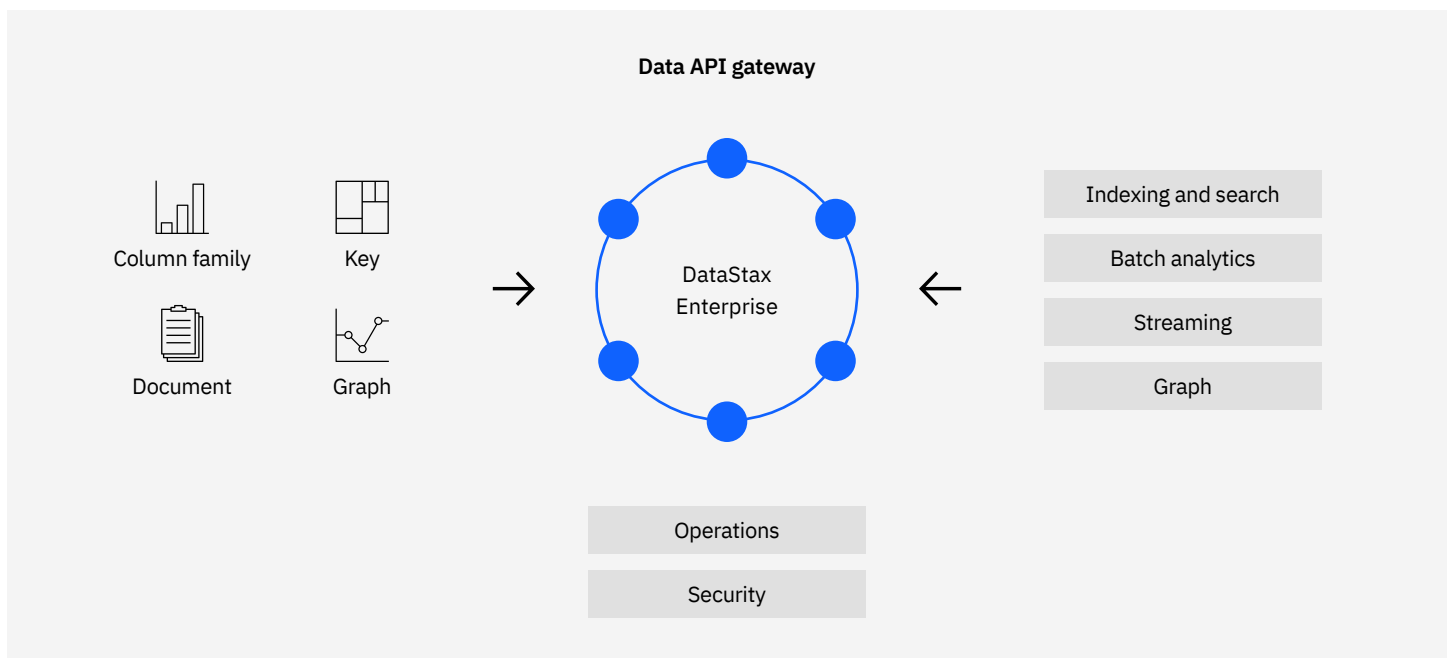 Data API gateway
Column family
Key
Document
Graph
DataStax
Enterprise
Indexing and search
Batch analytics
Streaming
Graph
Operations
Security